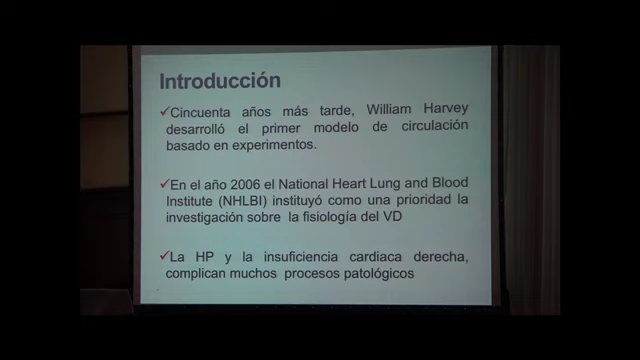 Introducción
✓Cincuenta años más tarde, William Harvey
desarrolló el primer modelo de circulación
basado en experimentos.
✓En el año 2006 el National Heart Lung and Blood
Institute (NHLBI) instituyó como una prioridad la
investigación sobre la fisiología del VD
✓La HP y la insuficiencia cardiaca derecha,
complican muchos procesos patológicos